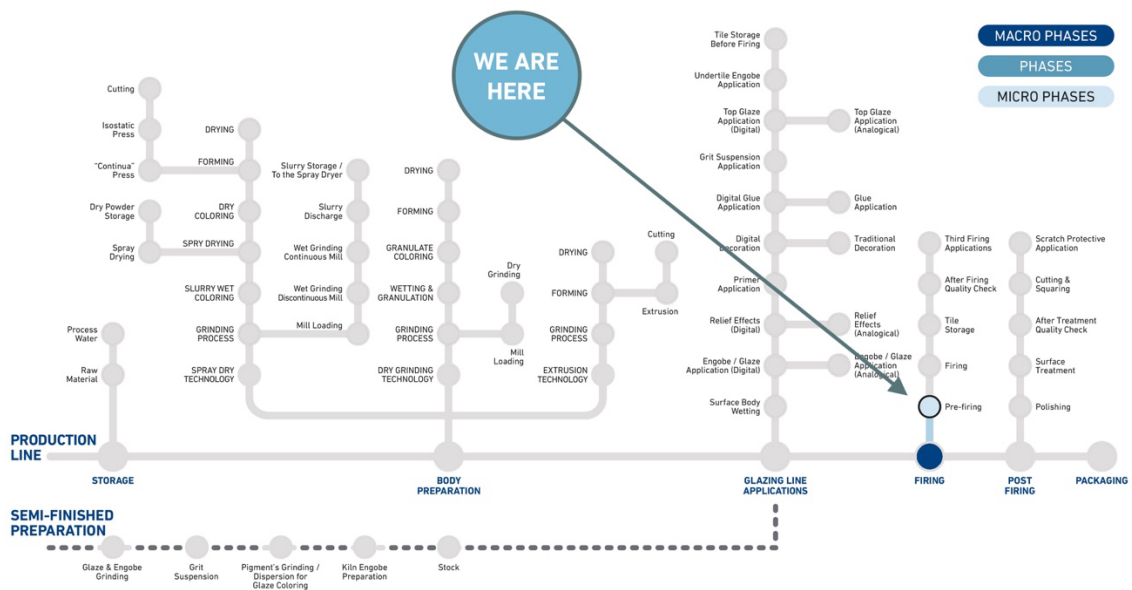 WE ARE
HERE
MACRO PHASES
PHASES
MICRO PHASES
Cutting
Isostatic
Press
"Continua"
Press
Dry Powder
Storage
Spray
Drying
Process
Water
Raw
Material
DRYING
FORMING
DRY
COLORING
SPRY DRYING
SLURRY WET
COLORING
GRINDING
PROCESS
SPRAY DRY
TECHNOLOGY
Slurry Storage /
To the Spray Dryer
Slurry
Discharge
Wet Grinding
Continuous Mill
Wet Grinding
Discontinuous Mill
Mill Loading
DRYING
FORMING
GRANULATE
COLORING
WETTING &
GRANULATION
GRINDING
PROCESS
DRY GRINDING
TECHNOLOGY
Dry
Grinding
Mill
Loading
DRYING
FORMING
GRINDING
PROCESS
EXTRUSION
TECHNOLOGY
Cutting
Extrusion
Tile Storage
Before Firing
Undertile Engobe
Application
Top Glaze
Application
(Digital)
Grit Suspension
Application
Digital Glue
Application
Digital
Decoration
Primer
Application
Relief Effects
(Digital)
Engobe / Glaze
Application (Digital)
Surface Body
Wetting
Top Glaze
Application
(Analogical)
Glue
Application
Traditional
Decoration
Relief
Effects
(Analogical)
Engobe / Glaze
Application
(Analogical)
Third Firing
Applications
After Firing
Quality Check
Tile
Storage
Firing
Pre-firing
Scratch Protective
Application
Cutting &
Squaring
After Treatment
Quality Check
Surface
Treatment
Polishing
PRODUCTION
LINE
STORAGE
BODY
PREPARATION
GLAZING LINE
APPLICATIONS
FIRING
POST
FIRING
PACKAGING
SEMI-FINISHED
PREPARATION
Glaze & Engobe
Grinding
Grit
Suspension
Pigment's Grinding /
Dispersion for
Glaze Coloring
Kiln Engobe
Preparation
Stock